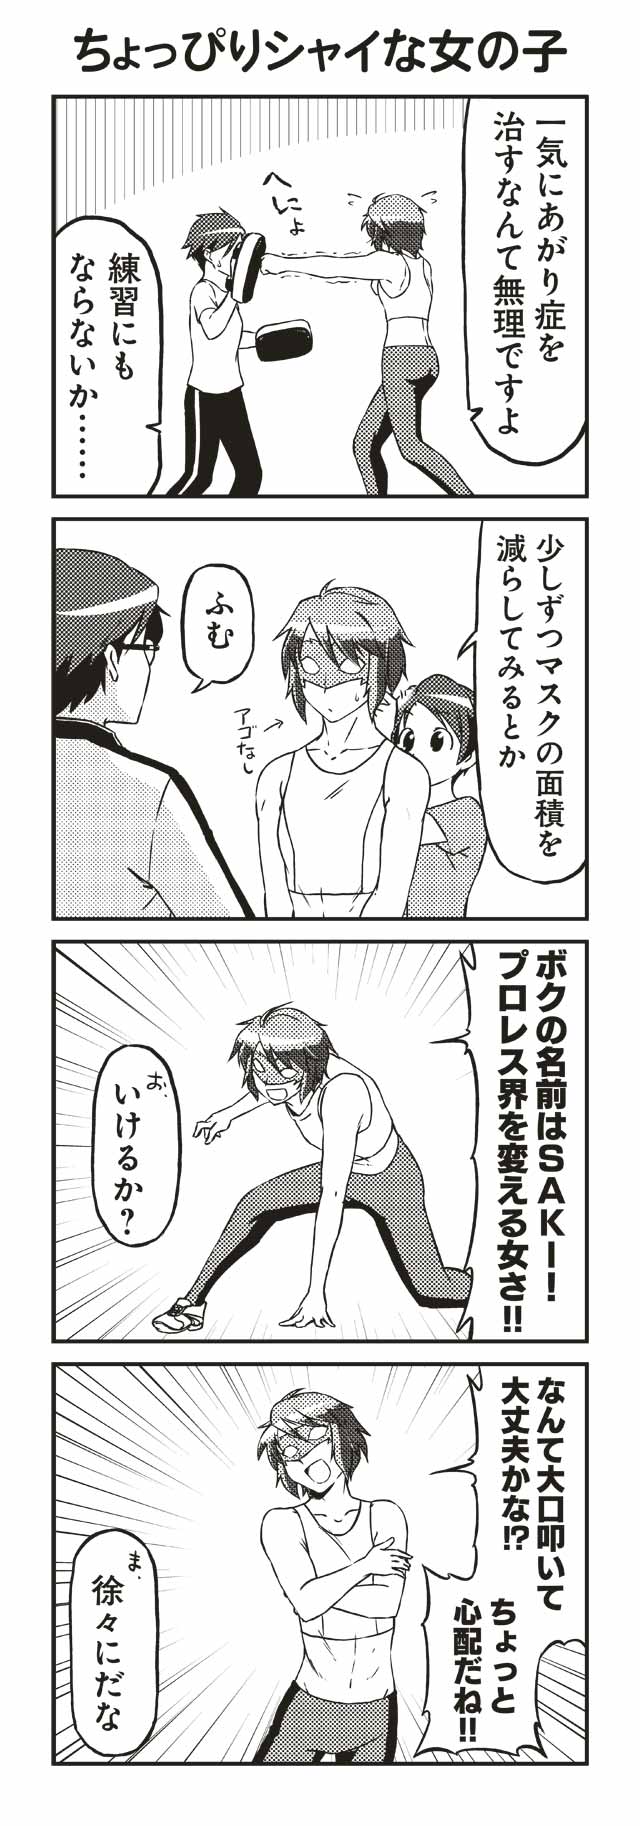 ちょっぴりシャイな女の子
一気にあがり症を
治すなんて無理ですよ
へにょ
練習にも
ならないか……
少しずつマスクの面積を
減らしてみるとか
ふむ
アゴなし
ボクの名前はSAKI!
プロレス界を変える女さ!!
お、
いけるか?
なんて大口叩いて
大丈夫かな!?
ちょっと
心配だね!!
ま、
徐々にだな